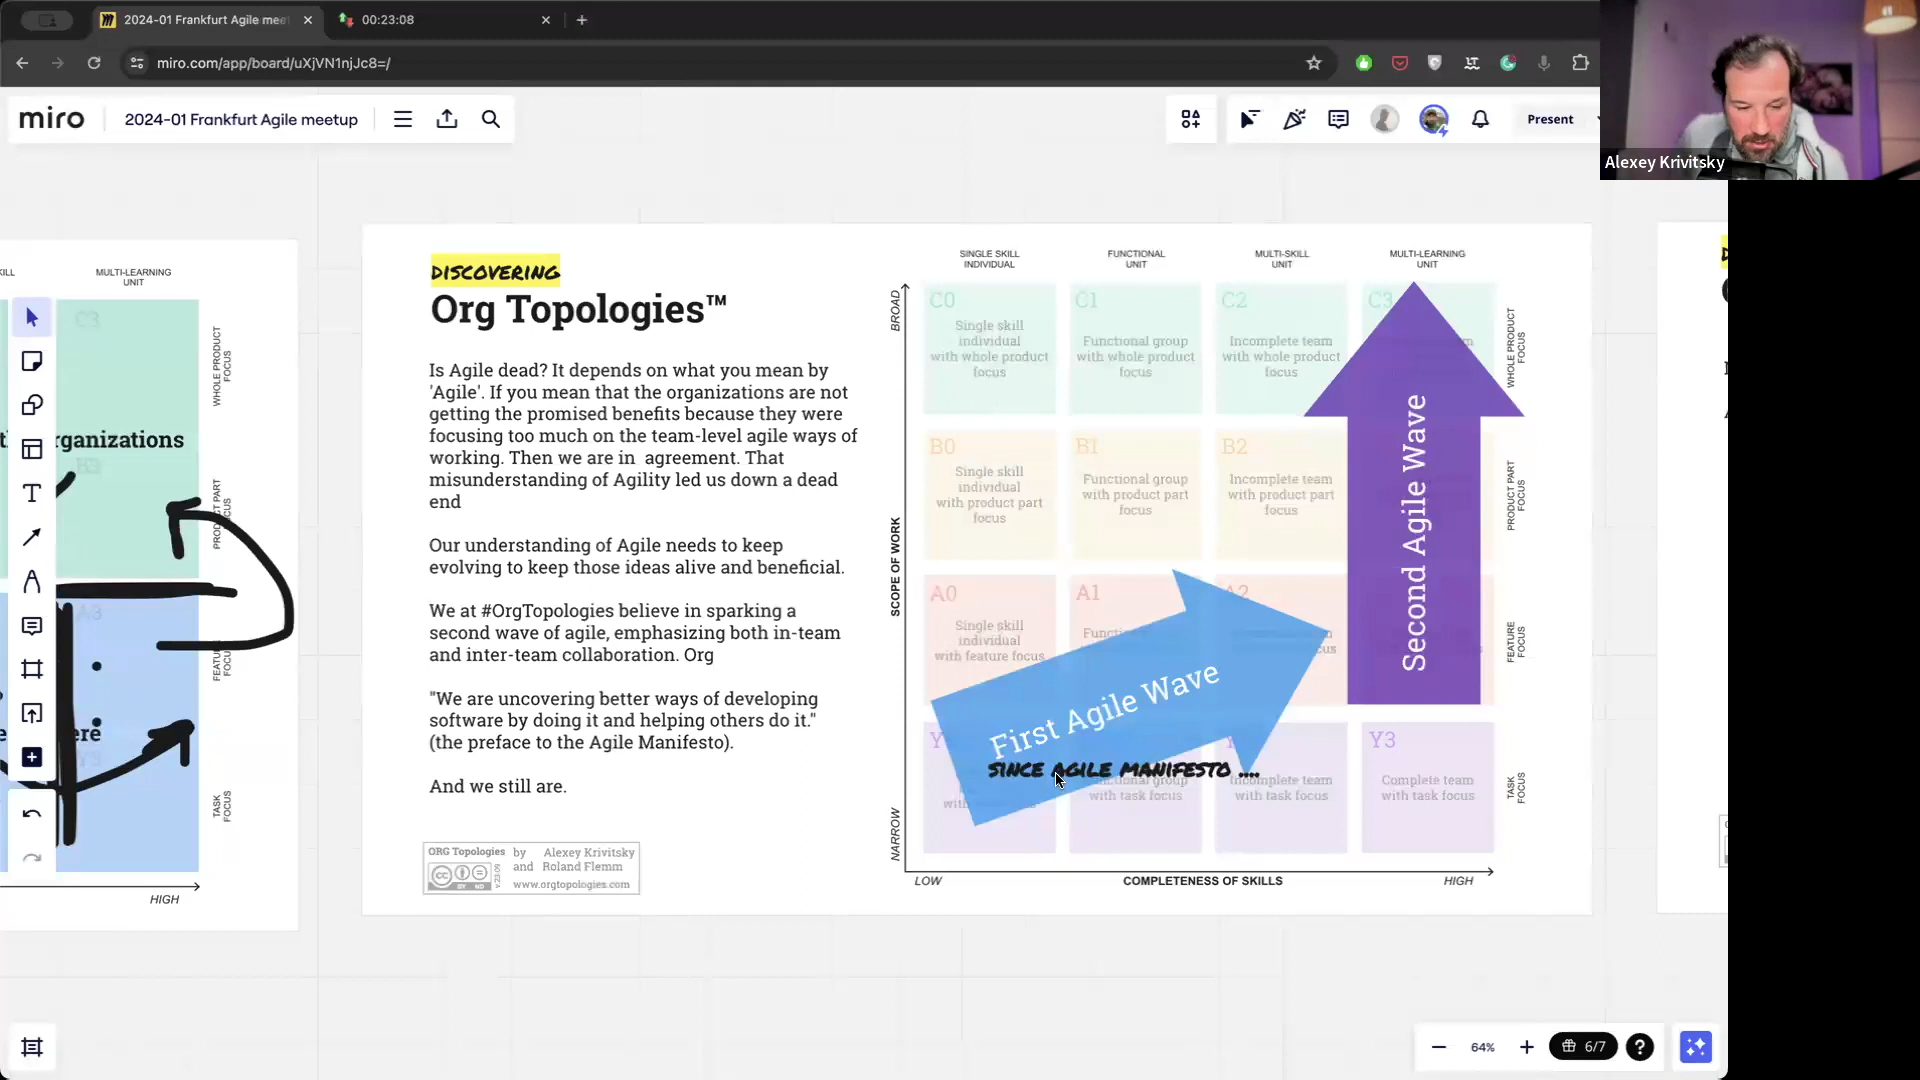 2024-01 Frankfurt Agile mee
00:23:08
miro.com/app/board/uXjVN1njJc8=/
miro
2024-01 Frankfurt Agile meetup
Present
Alexey Krivitsky
MULTI-LEARNING
UNIT
C3
WHOLE PRODUCT
FOCUS
rganizations
B3
PRODUCT PART
A3
ere
Y3
TASK
FOCUS
HIGH
DISCOVERING
Org Topologies™
Is Agile dead? It depends on what you mean by
'Agile'. If you mean that the organizations are not
getting the promised benefits because they were
focusing too much on the team-level agile ways of
working. Then we are in  agreement. That
misunderstanding of Agility led us down a dead
end
Our understanding of Agile needs to keep
evolving to keep those ideas alive and beneficial.
We at #OrgTopologies believe in sparking a
second wave of agile, emphasizing both in-team
and inter-team collaboration. Org
"We are uncovering better ways of developing
software by doing it and helping others do it."
(the preface to the Agile Manifesto).
And we still are.
ORG Topologies by Alexey Krivitsky
and Roland Flemm
www.orgtopologies.com
SINGLE SKILL
INDIVIDUAL
FUNCTIONAL
UNIT
MULTI-SKILL
UNIT
MULTI-LEARNING
UNIT
BROAD
SCOPE OF WORK
NARROW
C0
Single skill
individual
with whole product
focus
C1
Functional group
with whole product
focus
C2
Incomplete team
with whole product
focus
C3
WHOLE PRODUCT
FOCUS
B0
Single skill
individual
with product part
focus
B1
Functional group
with product part
focus
B2
Incomplete team
with product part
focus
PRODUCT PART
FOCUS
A0
Single skill
individual
with feature focus
A1
A2
FEATURE
FOCUS
Second Agile Wave
First Agile Wave
SINCE AGILE MANIFESTO ....
with task focus
Incomplete team
with task focus
Y3
Complete team
with task focus
TASK
FOCUS
LOW
COMPLETENESS OF SKILLS
HIGH
64%
6/7